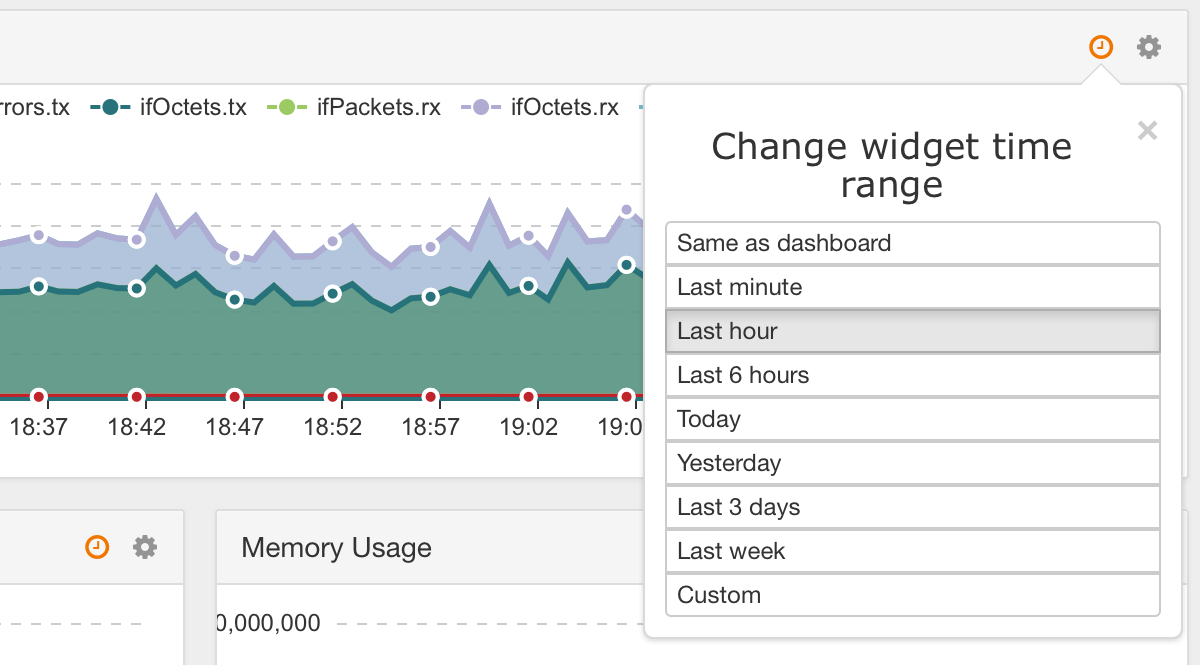 rrors.tx ifOctets.tx ifPackets.rx ifOctets.rx
Change widget time
range
Same as dashboard
Last minute
Last hour
Last 6 hours
Today
Yesterday
Last 3 days
Last week
Custom
18:37 18:42 18:47 18:52 18:57 19:02 19:0
Memory Usage
0,000,000